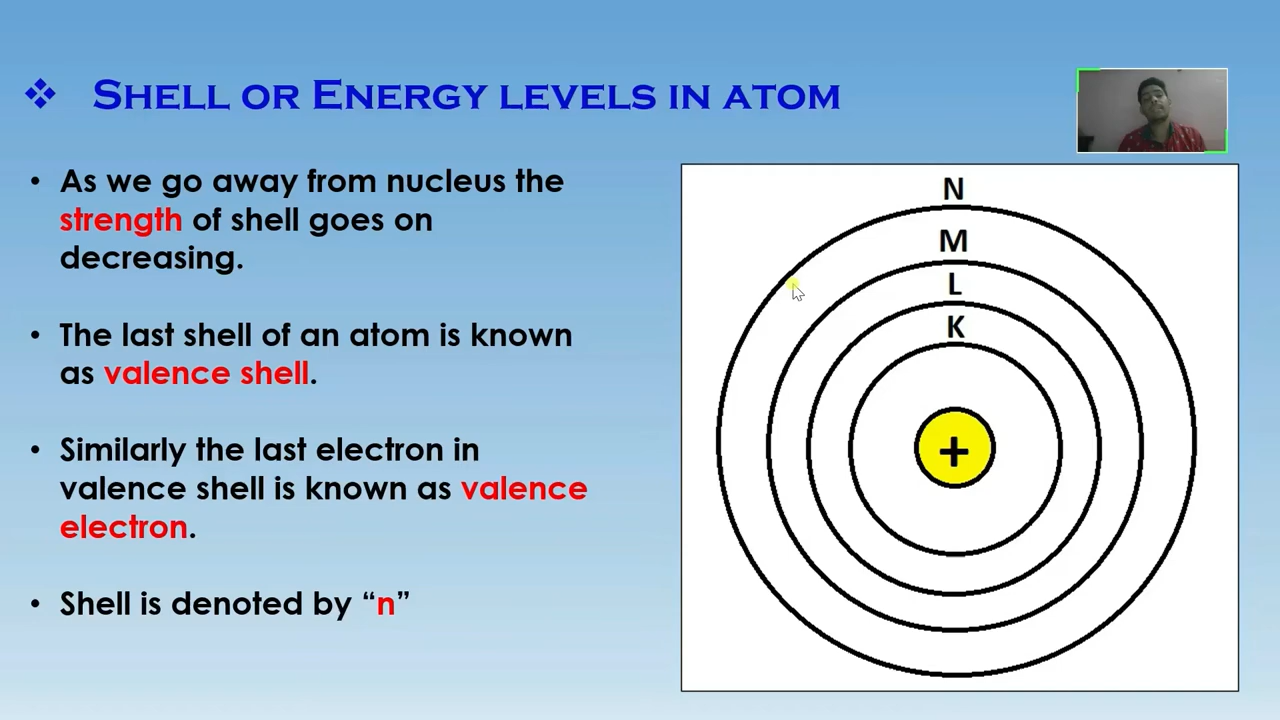 ❖ SHELL OR ENERGY LEVELS IN ATOM
• As we go away from nucleus the
strength of shell goes on
decreasing.
• The last shell of an atom is known
as valence shell.
• Similarly the last electron in
valence shell is known as valence
electron.
• Shell is denoted by “n”
N
M
L
K
+